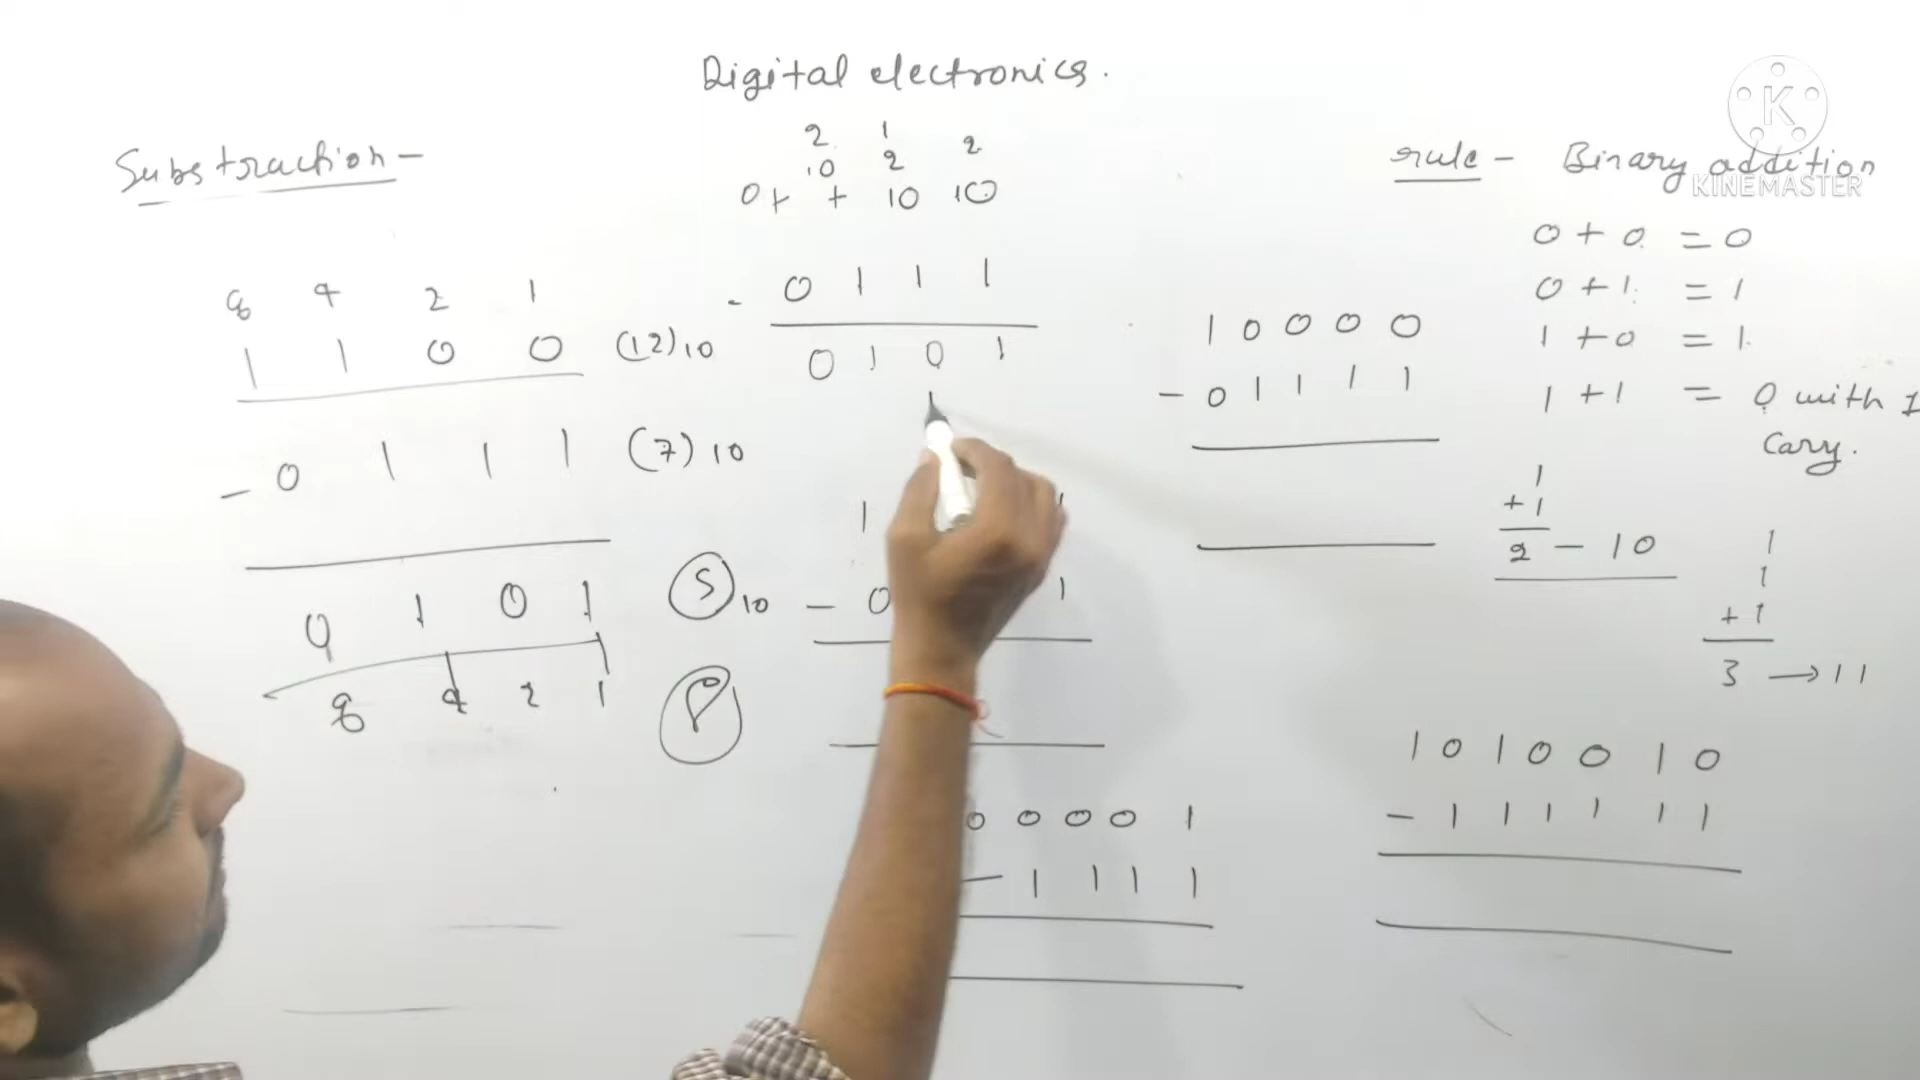 Digital electronics.
Substraction -
2 1 2
10 2
0 + + 10 10
- 0 1 1 1
0 1 0 1
8 4 2 1
1 1 0 0 (12)10
- 0 1 1 1 (7)10
0 1 0 1 5 10
8 4 2 1
P
1
- 0 1
1 0 0 0 0
- 0 1 1 1 1
0 0 0 0 1
- 1 1 1 1
rule - Binary addition
K
KINEMASTER
0 + 0 = 0
0 + 1 = 1
1 + 0 = 1
1 + 1 = 0 with 1
Cary.
1
+ 1
2 - 10
1
1
+ 1
3 → 11
1 0 1 0 0 1 0
- 1 1 1 1 1 1